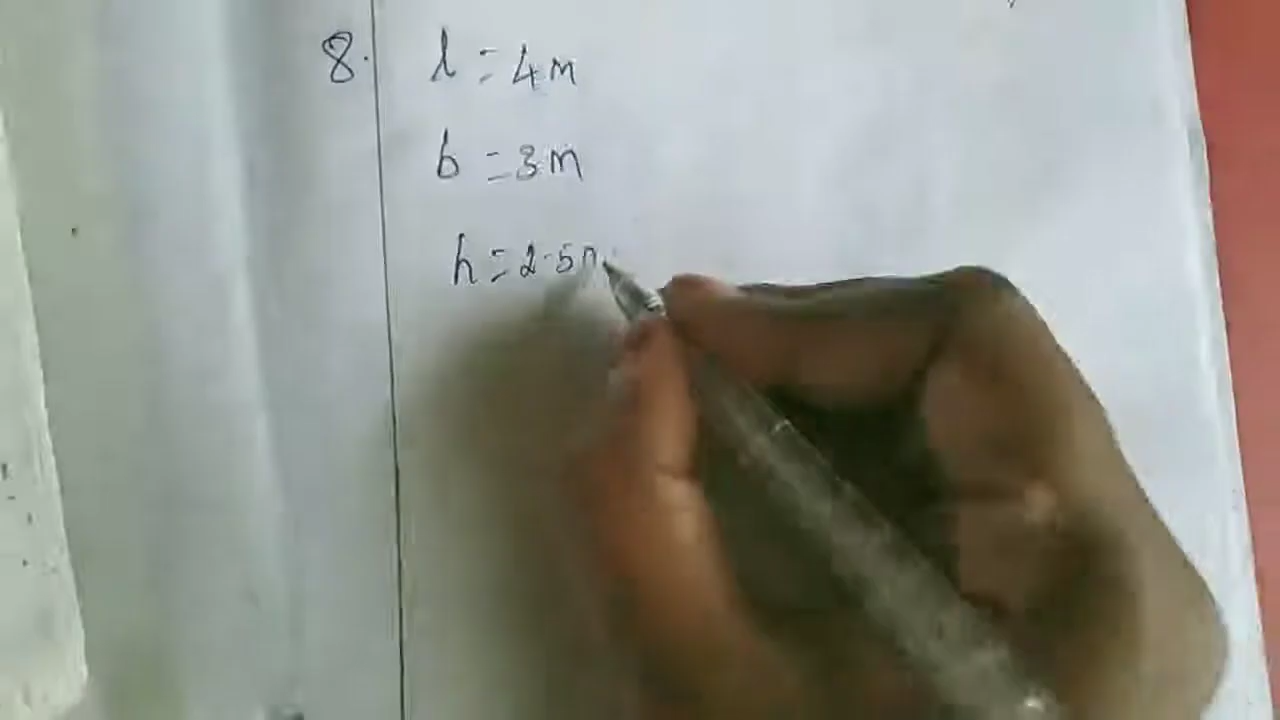 8. l = 4m
b = 3m
h = 2.5m